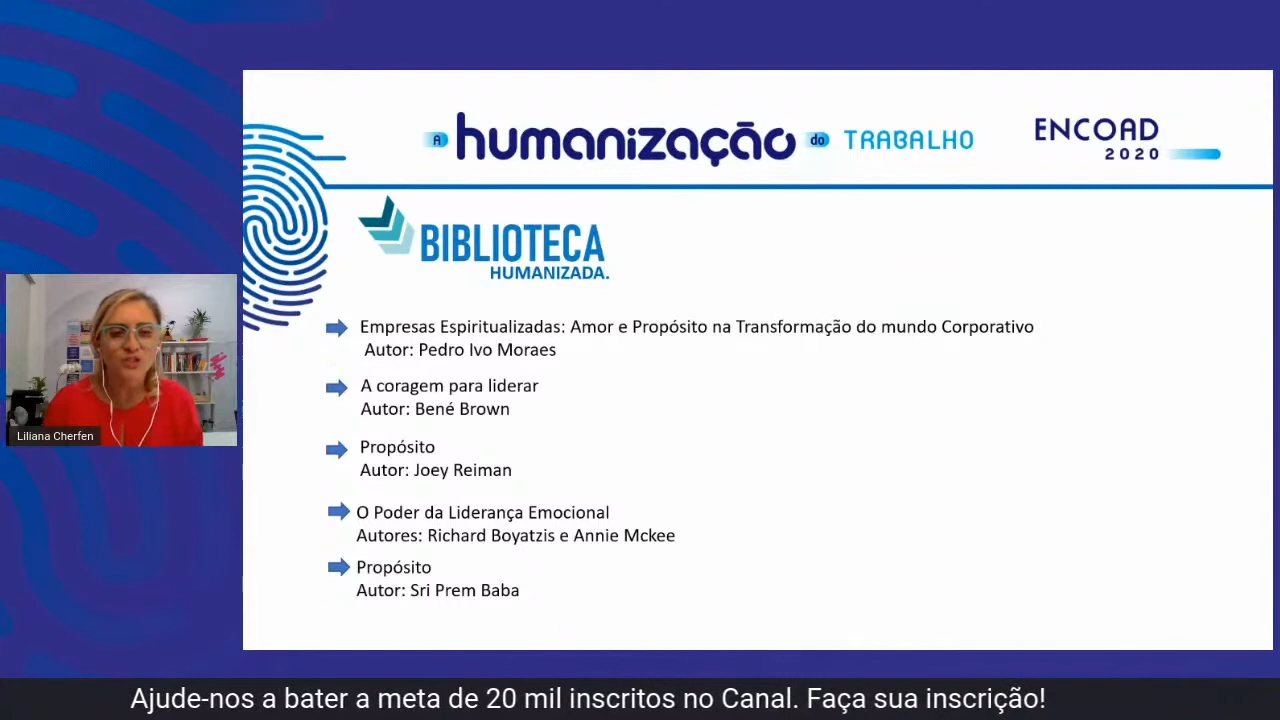 A humanização do TRABALHO
ENCOAD
2020
BIBLIOTECA
HUMANIZADA.
Empresas Espiritualizadas: Amor e Propósito na Transformação do mundo Corporativo
Autor: Pedro Ivo Moraes
A coragem para liderar
Autor: Bené Brown
Propósito
Autor: Joey Reiman
O Poder da Liderança Emocional
Autores: Richard Boyatzis e Annie Mckee
Propósito
Autor: Sri Prem Baba
Liliana Cherfen
Ajude-nos a bater a meta de 20 mil inscritos no Canal. Faça sua inscrição!